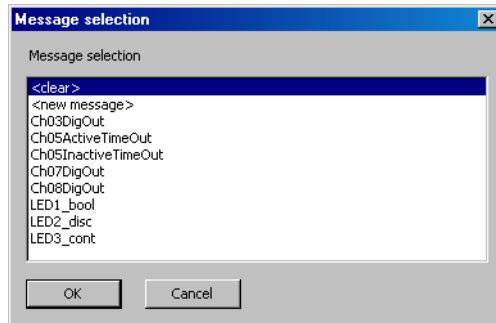 Message selection
Message selection
<clear>
<new message>
Ch03DigOut
Ch05ActiveTimeOut
Ch05InactiveTimeOut
Ch07DigOut
Ch08DigOut
LED1_bool
LED2_disc
LED3_cont
OK
Cancel